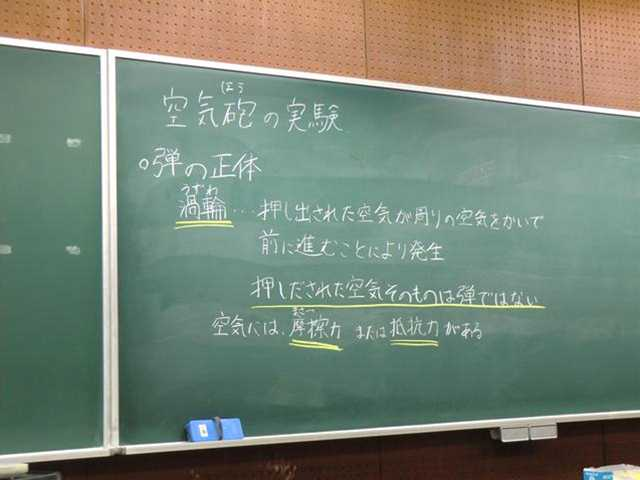 空気砲の実験
ほう
○弾の正体
うずわ
渦輪…押し出された空気が周りの空気をかいで
前に進むことにより発生
押しだされた空気そのものは弾ではない
まさつ
空気には、摩擦力 または抵抗力がある